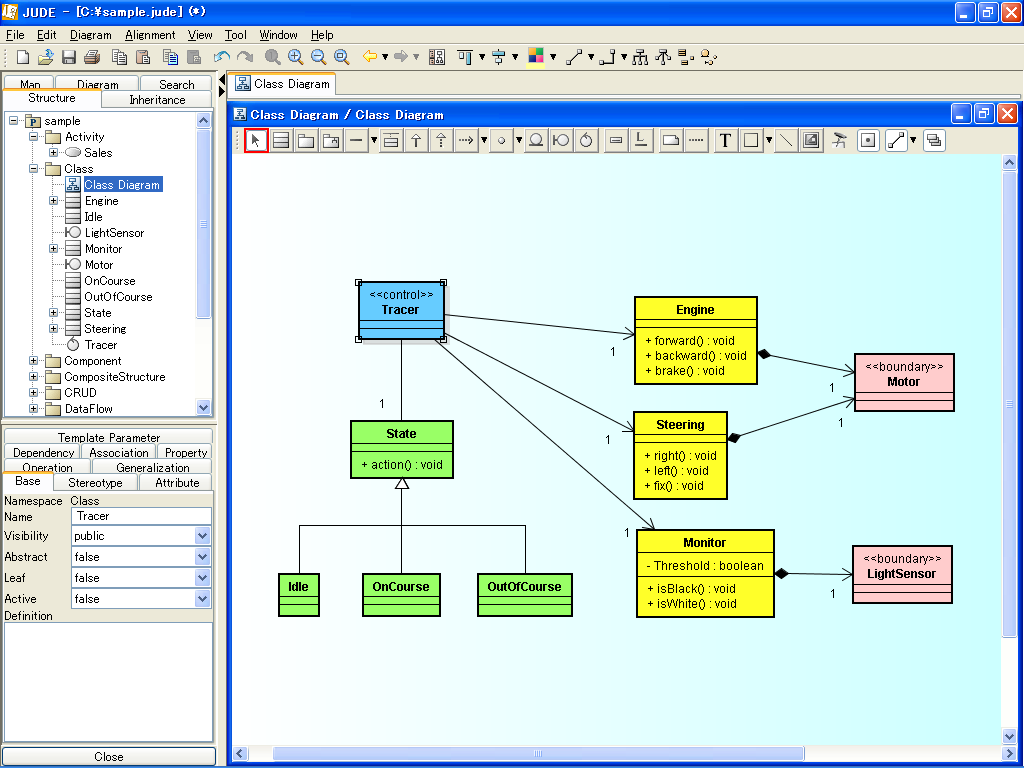 JUDE - [C:¥sample.jude] (*)
File Edit Diagram Alignment View Tool Window Help
Map Diagram Search
Structure Inheritance
sample
Activity
Sales
Class
Class Diagram
Engine
Idle
LightSensor
Monitor
Motor
OnCourse
OutOfCourse
State
Steering
Tracer
Component
CompositeStructure
CRUD
DataFlow
Template Parameter
Dependency Association Property
Operation Generalization
Base Stereotype Attribute
Namespace Class
Name Tracer
Visibility public
Abstract false
Leaf false
Active false
Definition
Close
Class Diagram
Class Diagram / Class Diagram
T
<<control>>
Tracer
1
State
+ action() : void
Idle
OnCourse
OutOfCourse
1
Engine
+ forward() : void
+ backward() : void
+ brake() : void
1
Steering
+ right() : void
+ left() : void
+ fix() : void
1
Monitor
- Threshold : boolean
+ isBlack() : void
+ isWhite() : void
1
<<boundary>>
Motor
1
1
<<boundary>>
LightSensor